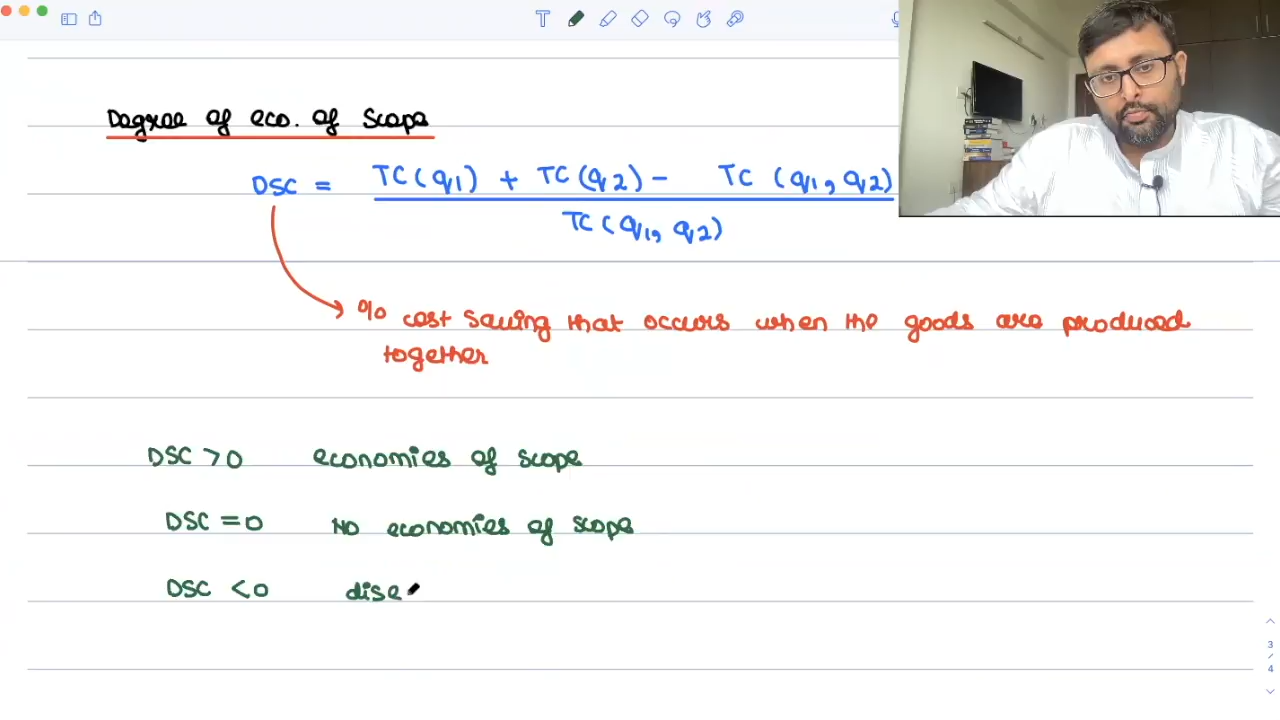 Degree of eco. of Scope
DSC = TC(q1) + TC(q2) - TC (q1, q2)
TC(q1, q2)
% cost saving that occurs when the goods are produced
together
DSC >0 economies of scope
DSC =0 No economies of scope
DSC <0 dise
3
/
4